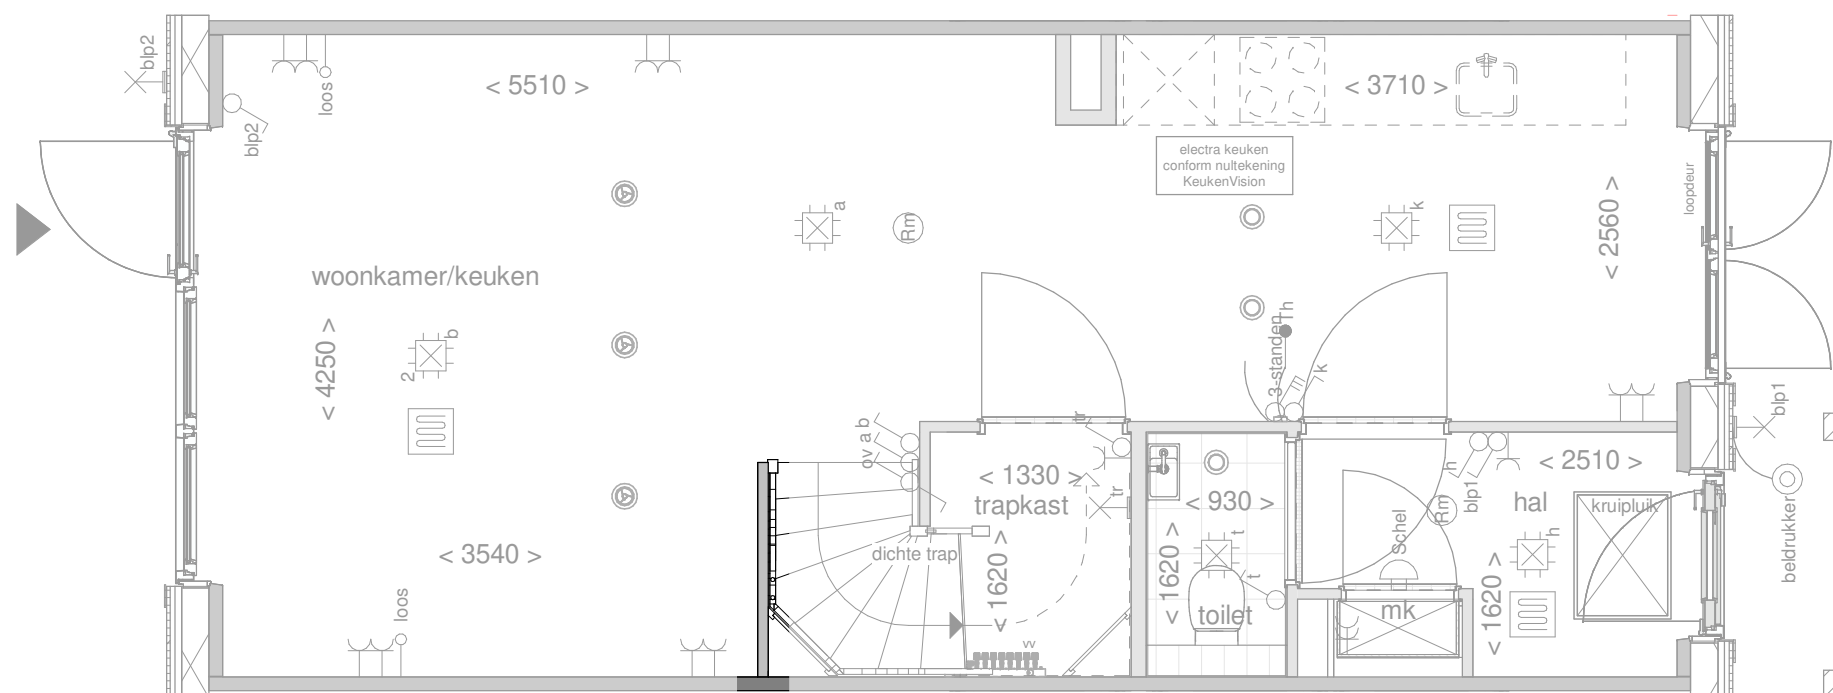 blp2
blp2
loos
< 5510 >
< 3710 >
electra keuken
conform nultekening
KeukenVision
loopdeur
< 2560 >
a
Rm
k
woonkamer/keuken
< 4250 >
b
2
3-standen
Th
k
blp1
ov a b
tr
< 1330 >
trapkast
tr
< 930 >
h
blp1
< 2510 >
hal
Rm
Schel
kruipluik
beldrukker
< 3540 >
dichte trap
< 1620 >
< 1620 >
t
t
toilet
mk
< 1620 >
h
loos
vv